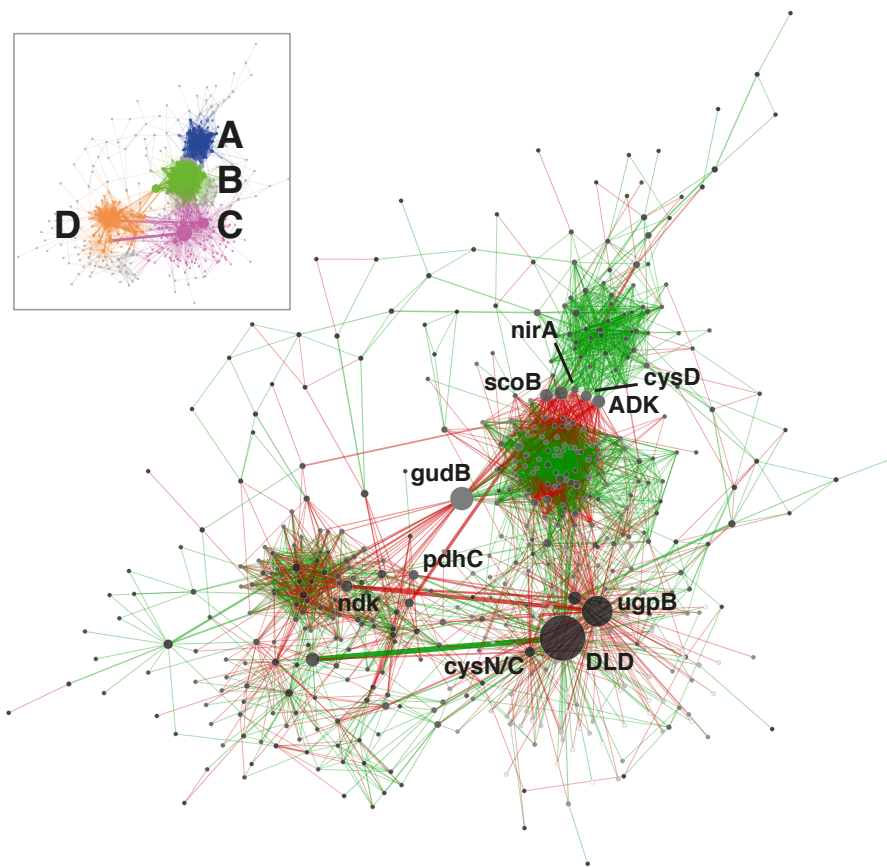 A
B
D
C
nirA
scoB
cysD
ADK
gudB
pdhC
ndk
ugpB
cysN/C
DLD